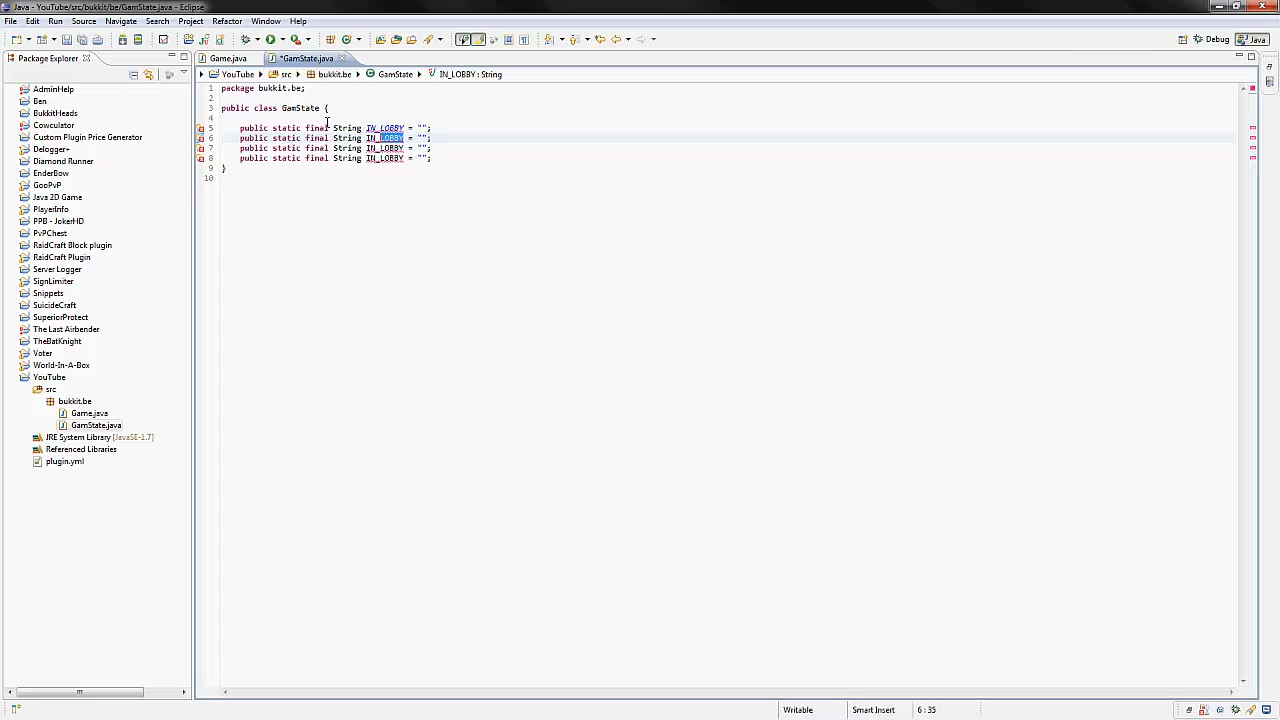 Java - YouTube/src/bukkit/be/GamState.java - Eclipse
File Edit Run Source Navigate Search Project Refactor Window Help
Debug Java
Package Explorer
Game.java *GamState.java
YouTube src bukkit.be GamState IN_LOBBY : String
AdminHelp
Ben
BukkitHeads
Cowculator
Custom Plugin Price Generator
Delogger+
Diamond Runner
EnderBow
GooPvP
Java 2D Game
PlayerInfo
PPB - JokerHD
PvPChest
RaidCraft Block plugin
RaidCraft Plugin
Server Logger
SignLimiter
Snippets
SuicideCraft
SuperiorProtect
The Last Airbender
TheBatKnight
Voter
World-In-A-Box
YouTube
src
bukkit.be
Game.java
GamState.java
JRE System Library [JavaSE-1.7]
Referenced Libraries
plugin.yml
1 package bukkit.be;
2
3 public class GamState {
4
5 public static final String IN_LOBBY = "";
6 public static final String IN_LOBBY = "";
7 public static final String IN_LOBBY = "";
8 public static final String IN_LOBBY = "";
9 }
10
Writable Smart Insert 6 : 35